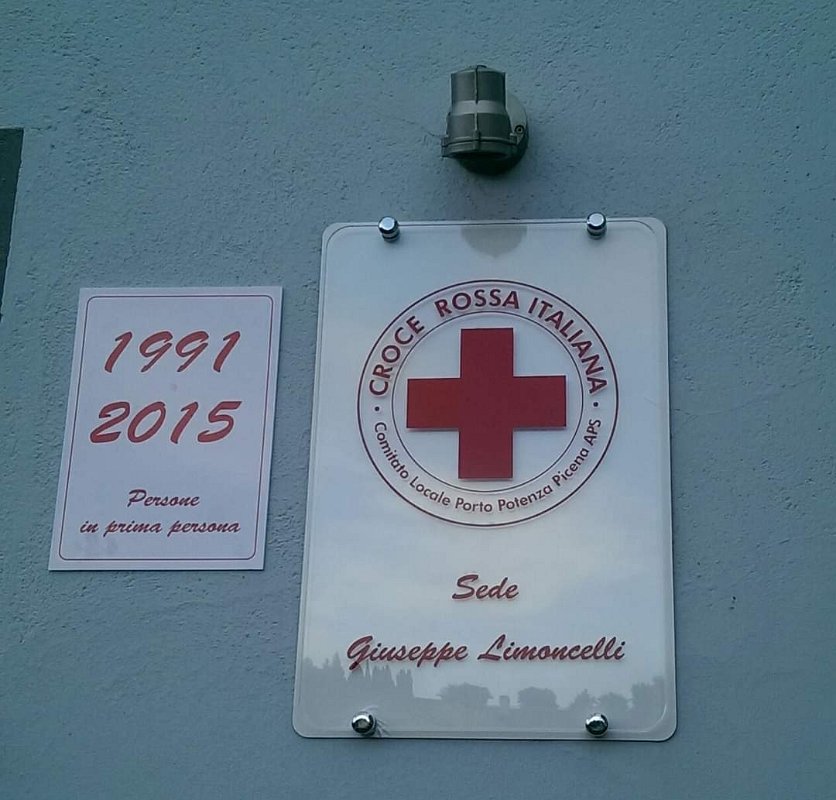 1991
2015
Persone
in prima persona
CROCE ROSSA ITALIANA
· Comitato Locale Porto Potenza Picena APS ·
Sede
Giuseppe Limoncelli